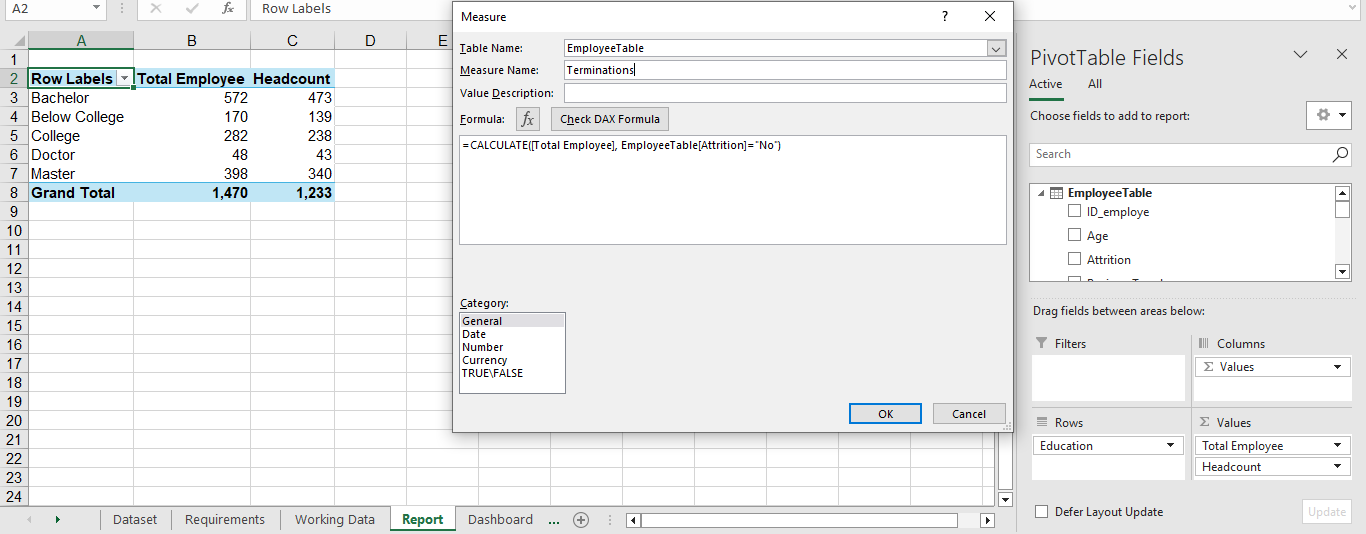 A2
fx
Row Labels
A B C D E
1
2 Row Labels Total Employee Headcount
3 Bachelor 572 473
4 Below College 170 139
5 College 282 238
6 Doctor 48 43
7 Master 398 340
8 Grand Total 1,470 1,233
9
10
11
12
13
14
15
16
17
18
19
20
21
22
23
24
Dataset Requirements Working Data Report Dashboard ...
Measure ?
Table Name: EmployeeTable
Measure Name: Terminations
Value Description:
Formula: fx Check DAX Formula
=CALCULATE([Total Employee], EmployeeTable[Attrition]="No")
Category:
General
Date
Number
Currency
TRUE\FALSE
OK Cancel
PivotTable Fields
Active All
Choose fields to add to report:
Search
EmployeeTable
ID_employe
Age
Attrition
Drag fields between areas below:
Filters
Columns
Σ Values
Rows
Education
Σ Values
Total Employee
Headcount
Defer Layout Update
Update